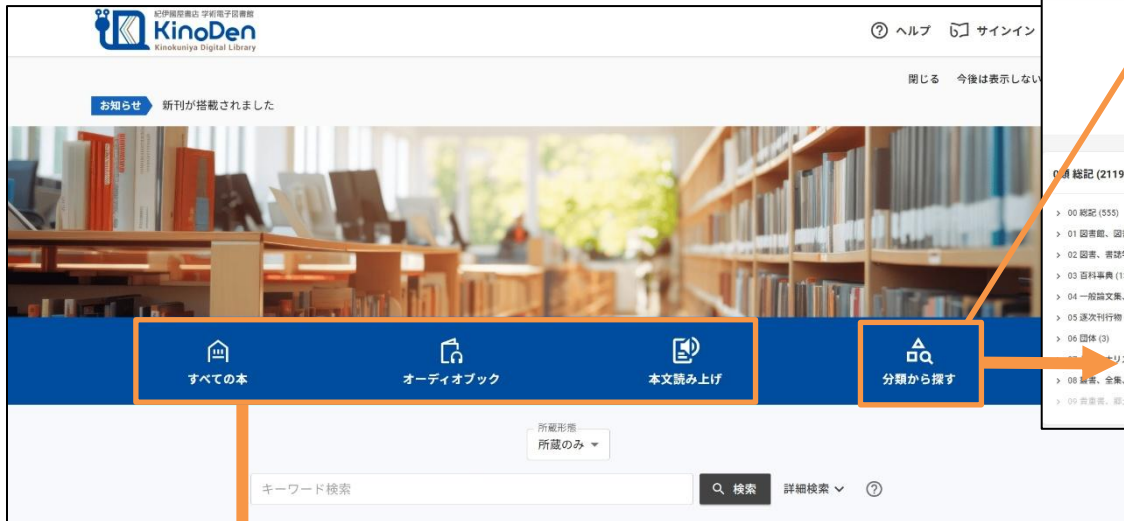 紀伊國屋書店 学術電子図書館
KinoDen
Kinokuniya Digital Library
ヘルプ サインイン
閉じる 今後は表示しない
お知らせ 新刊が搭載されました
すべての本
オーディオブック
本文読み上げ
分類から探す
所蔵形態
所蔵のみ
キーワード検索
検索
詳細検索
総記 (2119
00 総記 (555)
01 図書館、図
02 図書、書誌
03 百科事典
04 一般論文集、
05 逐次刊行物
06 団体 (3)
08 叢書、全集、
09 貴重書、